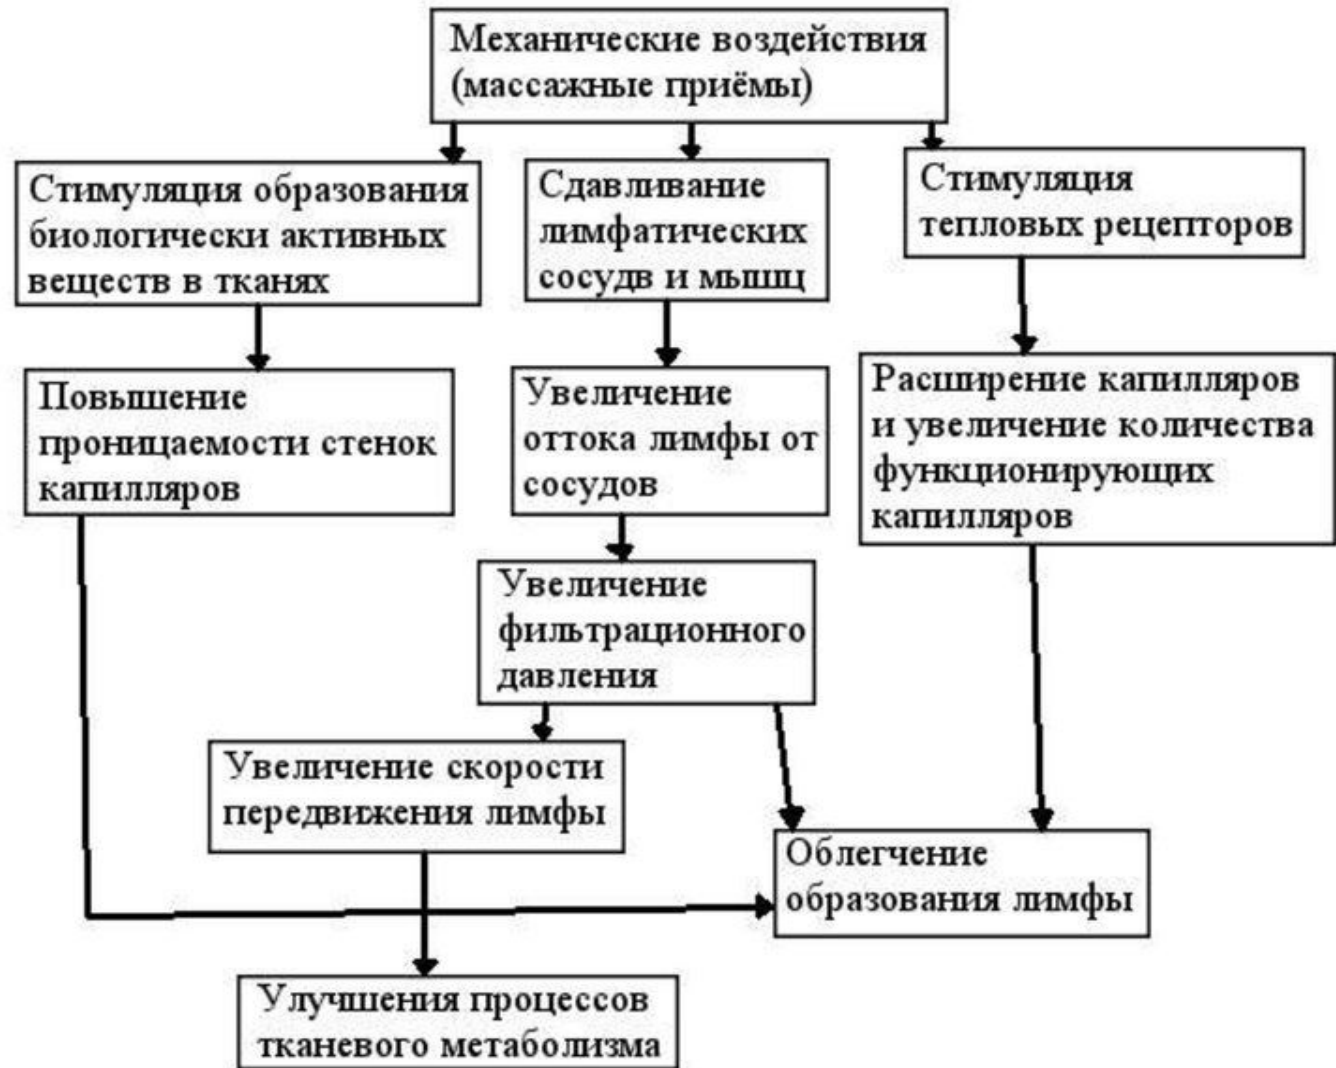 Механические воздействия
(массажные приёмы)
Стимуляция образования
биологически активных
веществ в тканях
Сдавливание
лимфатических
сосудв и мышц
Стимуляция
тепловых рецепторов
Повышение
проницаемости стенок
капилляров
Увеличение
оттока лимфы от
сосудов
Расширение капилляров
и увеличение количества
функционирующих
капилляров
Увеличение
фильтрационного
давления
Увеличение скорости
передвижения лимфы
Облегчение
образования лимфы
Улучшения процессов
тканевого метаболизма